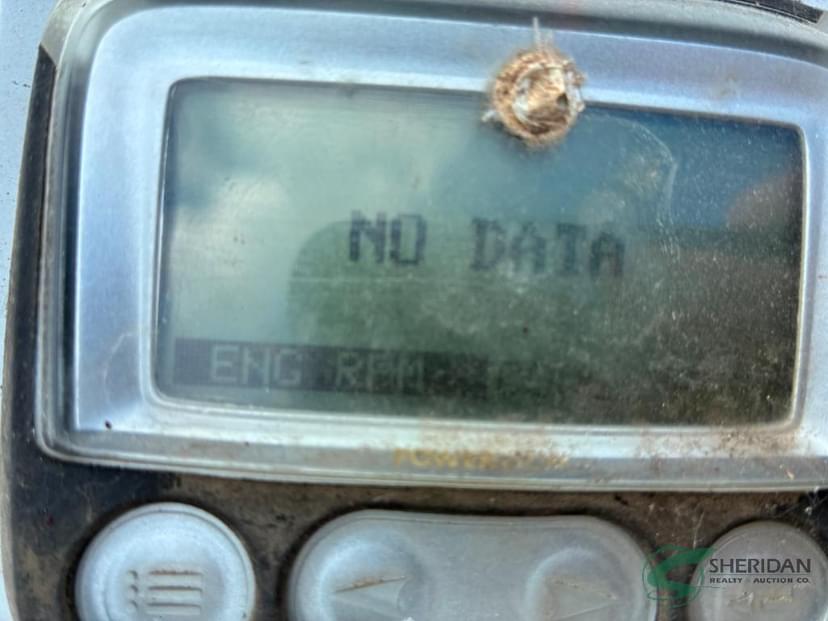 NO DATA
ENG RPM
SHERIDAN
REALTY & AUCTION CO.